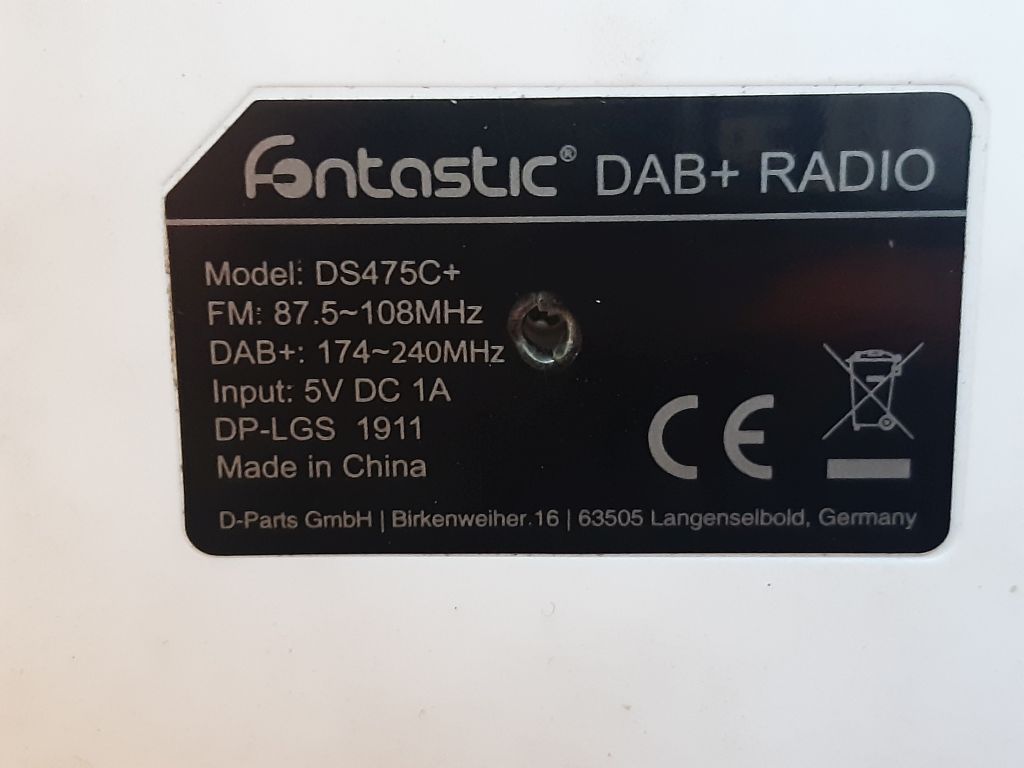 Fontastic® DAB+ RADIO
Model: DS475C+
FM: 87.5~108MHz
DAB+: 174~240MHz
Input: 5V DC 1A
DP-LGS 1911
Made in China
CE
D-Parts GmbH | Birkenweiher 16 | 63505 Langenselbold, Germany